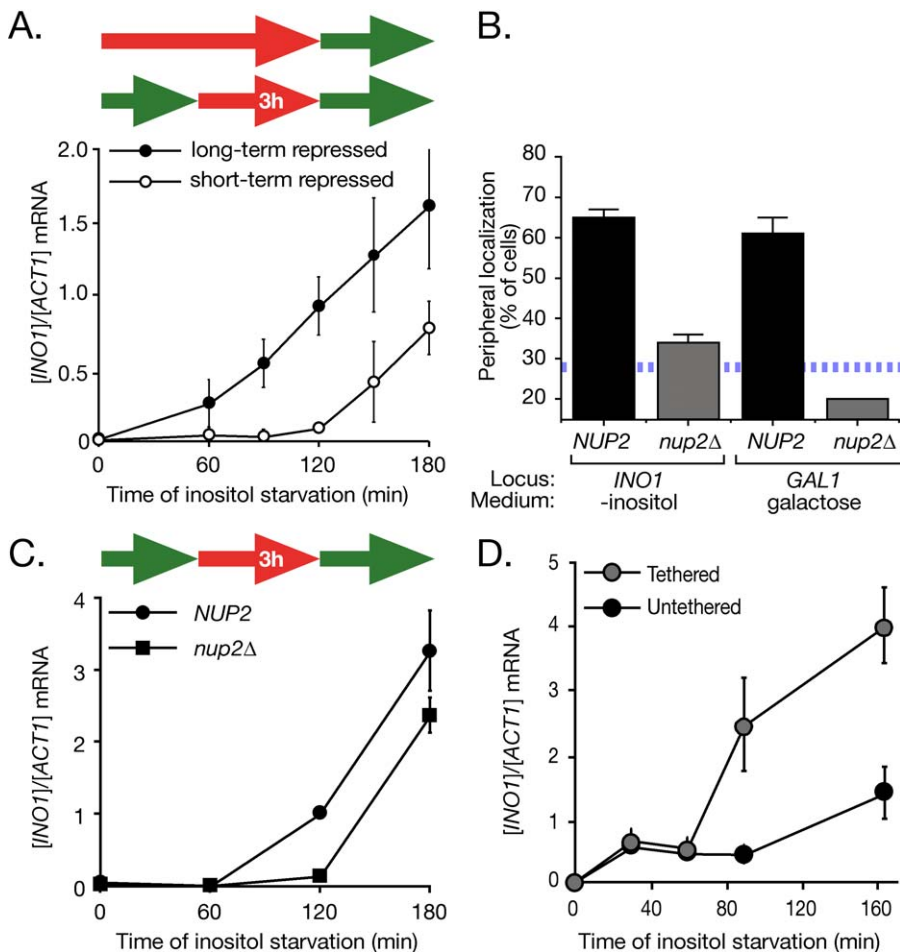 A.
3h
2.0
1.5
1.0
0.5
0
long-term repressed
short-term repressed
[INO1]/[ACT1] mRNA
0 60 120 180
Time of inositol starvation (min)
B.
80
70
60
50
40
30
20
Peripheral localization
(% of cells)
NUP2 nup2Δ NUP2 nup2Δ
Locus: INO1 GAL1
Medium: -inositol galactose
C.
3h
4
3
2
1
0
NUP2
nup2Δ
[INO1]/[ACT1] mRNA
0 60 120 180
Time of inositol starvation (min)
D.
5
4
3
2
1
0
Tethered
Untethered
[INO1]/[ACT1] mRNA
0 40 80 120 160
Time of inositol starvation (min)